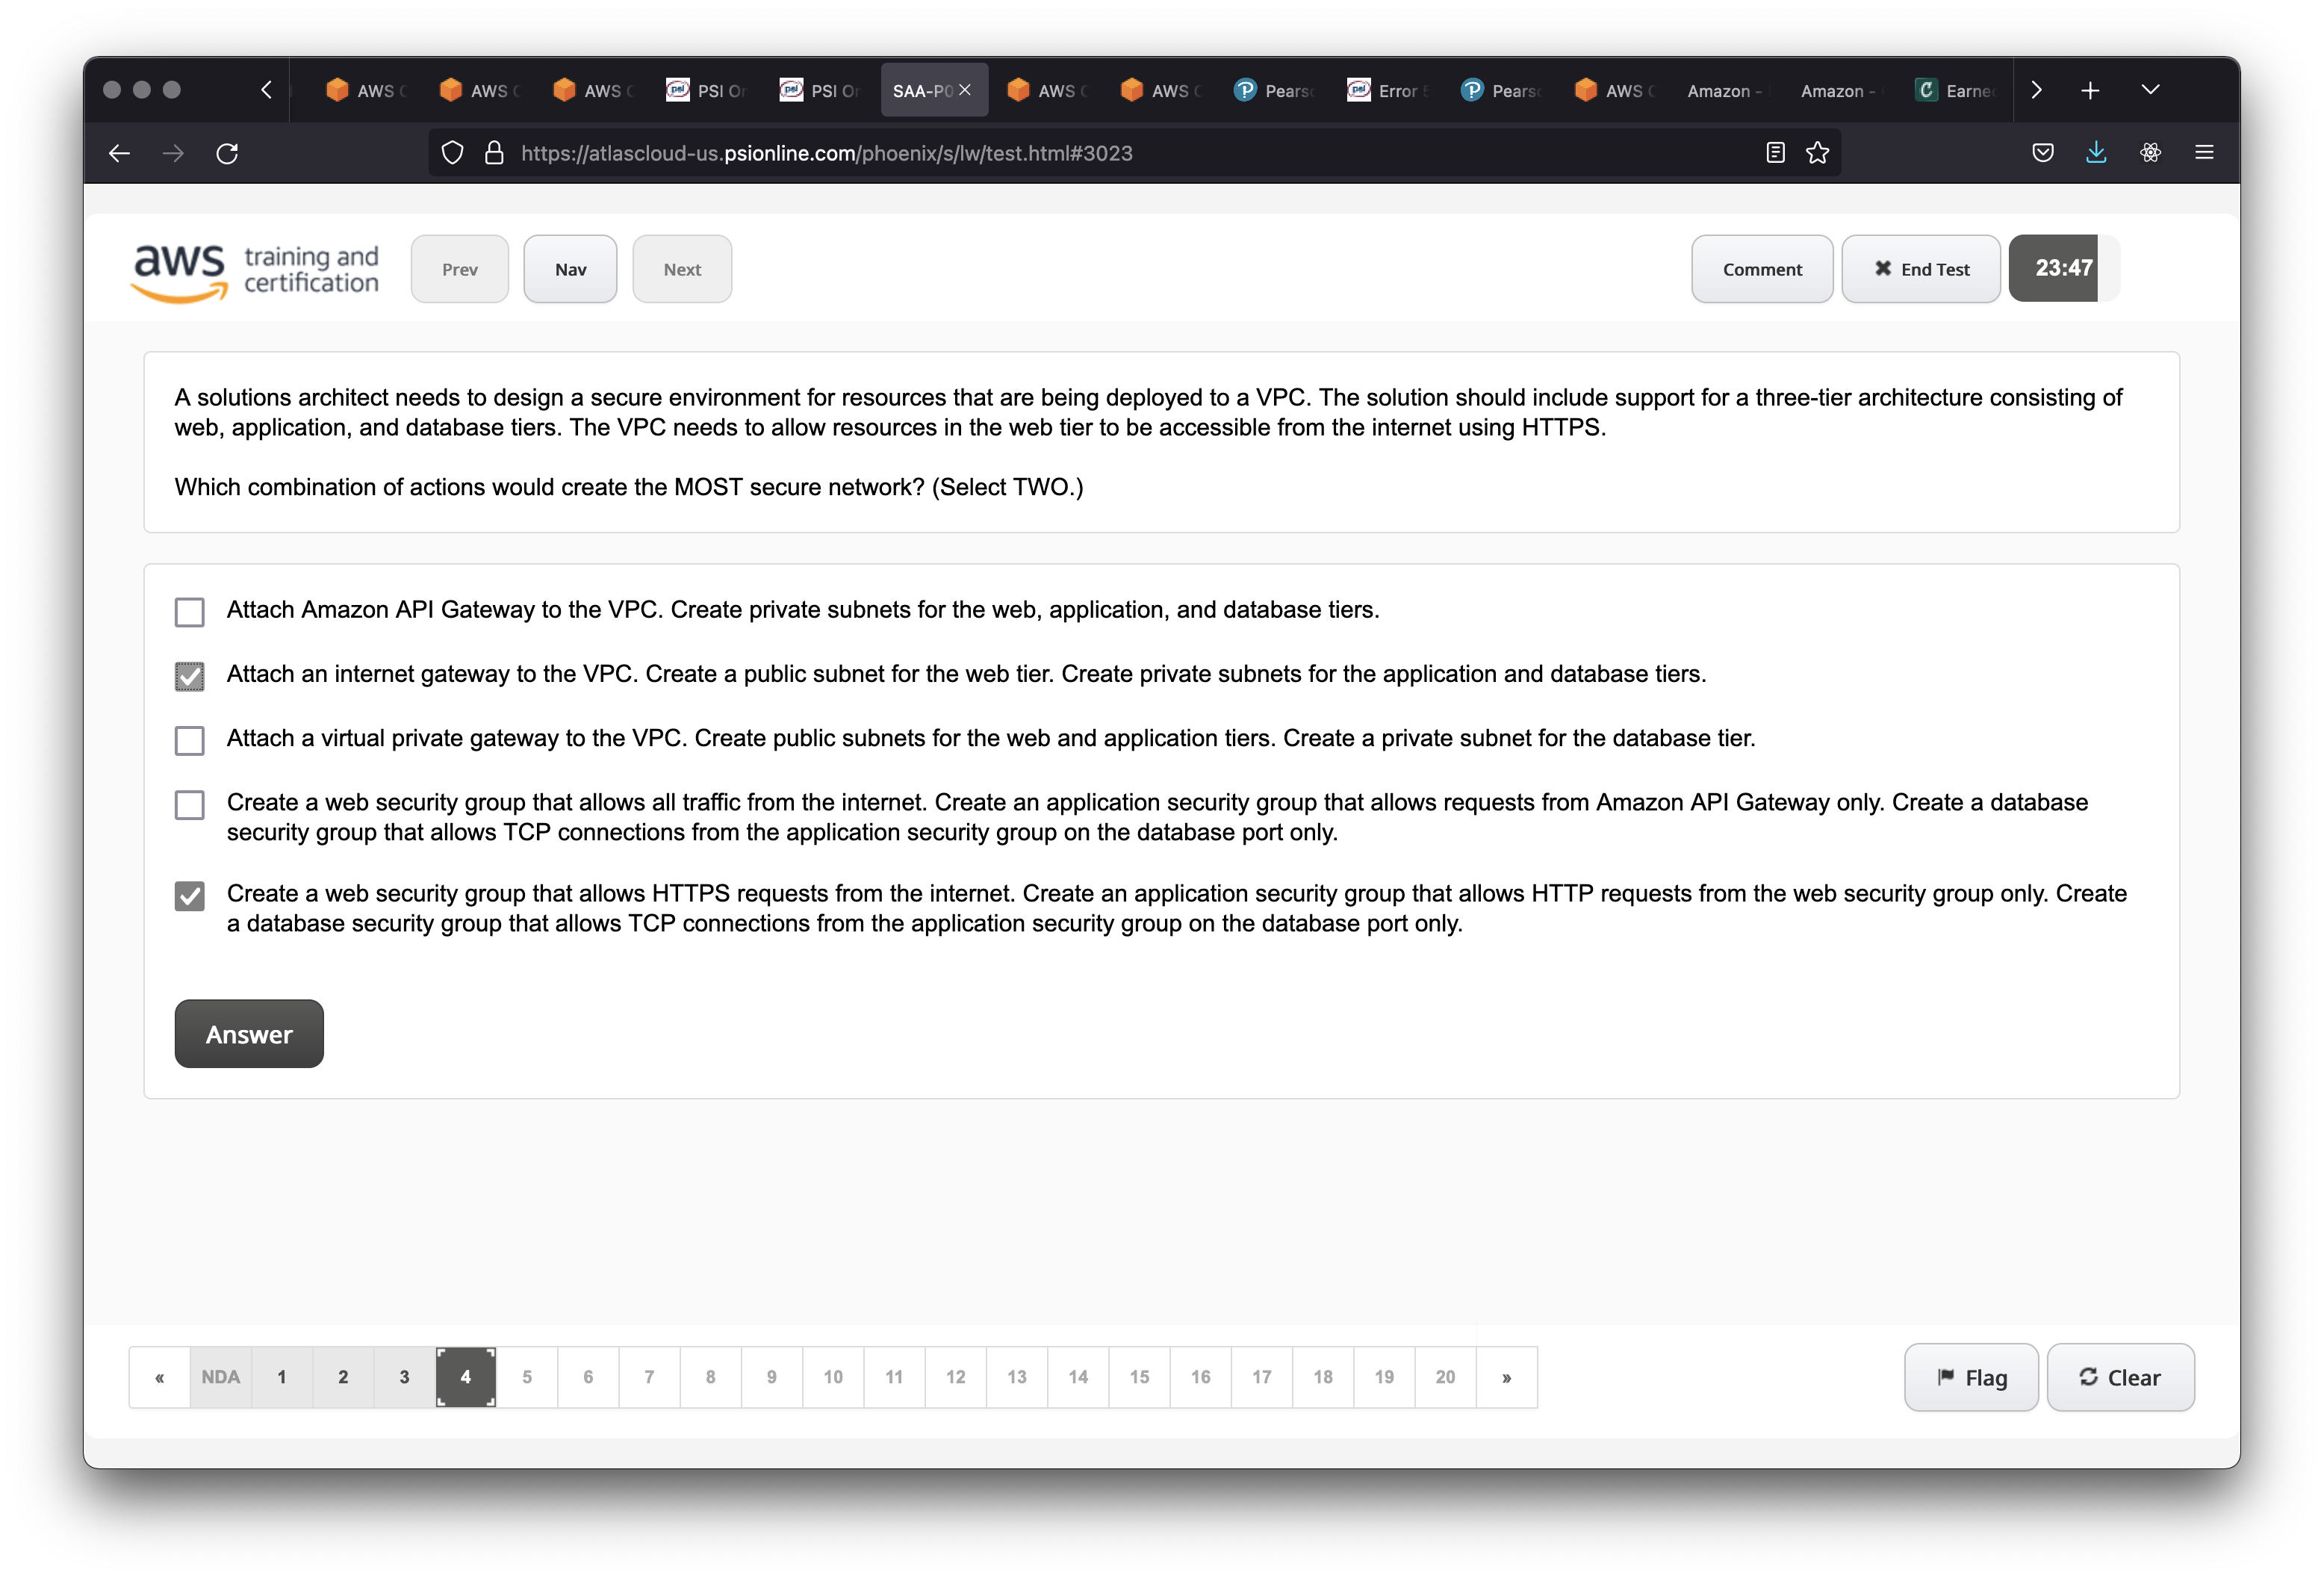 AWS
AWS
AWS
PSI
PSI
SAA-P0
AWS
AWS
Pears
Error
Pears
AWS
Amazon -
Amazon -
Earne
https://atlascloud-us.psionline.com/phoenix/s/lw/test.html#3023
aws training and certification
Prev
Nav
Next
Comment
✖ End Test
23:47
A solutions architect needs to design a secure environment for resources that are being deployed to a VPC. The solution should include support for a three-tier architecture consisting of
web, application, and database tiers. The VPC needs to allow resources in the web tier to be accessible from the internet using HTTPS.
Which combination of actions would create the MOST secure network? (Select TWO.)
Attach Amazon API Gateway to the VPC. Create private subnets for the web, application, and database tiers.
Attach an internet gateway to the VPC. Create a public subnet for the web tier. Create private subnets for the application and database tiers.
Attach a virtual private gateway to the VPC. Create public subnets for the web and application tiers. Create a private subnet for the database tier.
Create a web security group that allows all traffic from the internet. Create an application security group that allows requests from Amazon API Gateway only. Create a database
security group that allows TCP connections from the application security group on the database port only.
Create a web security group that allows HTTPS requests from the internet. Create an application security group that allows HTTP requests from the web security group only. Create
a database security group that allows TCP connections from the application security group on the database port only.
Answer
« NDA 1 2 3 4 5 6 7 8 9 10 11 12 13 14 15 16 17 18 19 20 »
Flag
Clear